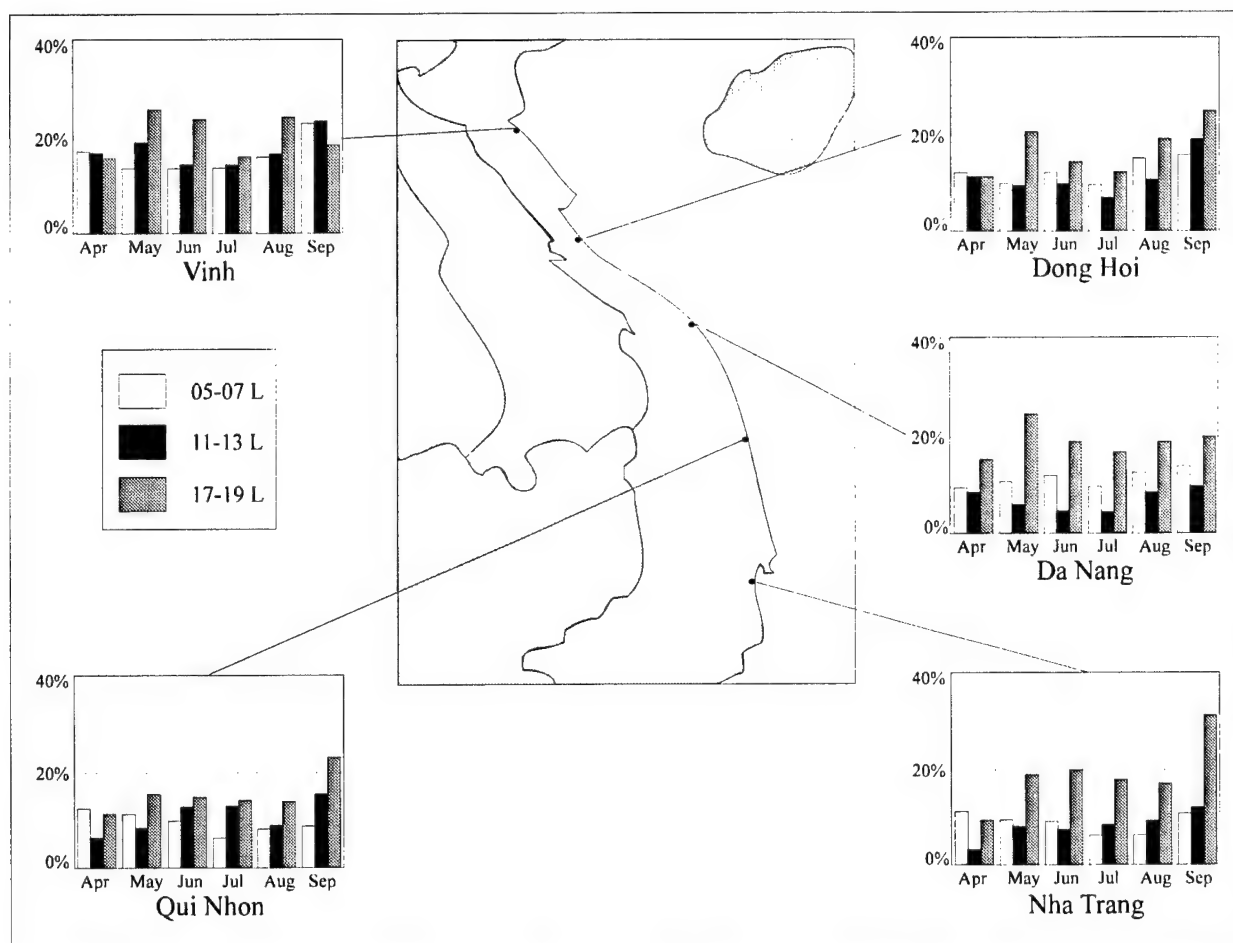 40%
20%
0%
Apr May Jun Jul Aug Sep
Vinh
40%
20%
0%
Apr May Jun Jul Aug Sep
Dong Hoi
05-07 L
11-13 L
17-19 L
40%
20%
0%
Apr May Jun Jul Aug Sep
Da Nang
40%
20%
0%
Apr May Jun Jul Aug Sep
Qui Nhon
40%
20%
0%
Apr May Jun Jul Aug Sep
Nha Trang